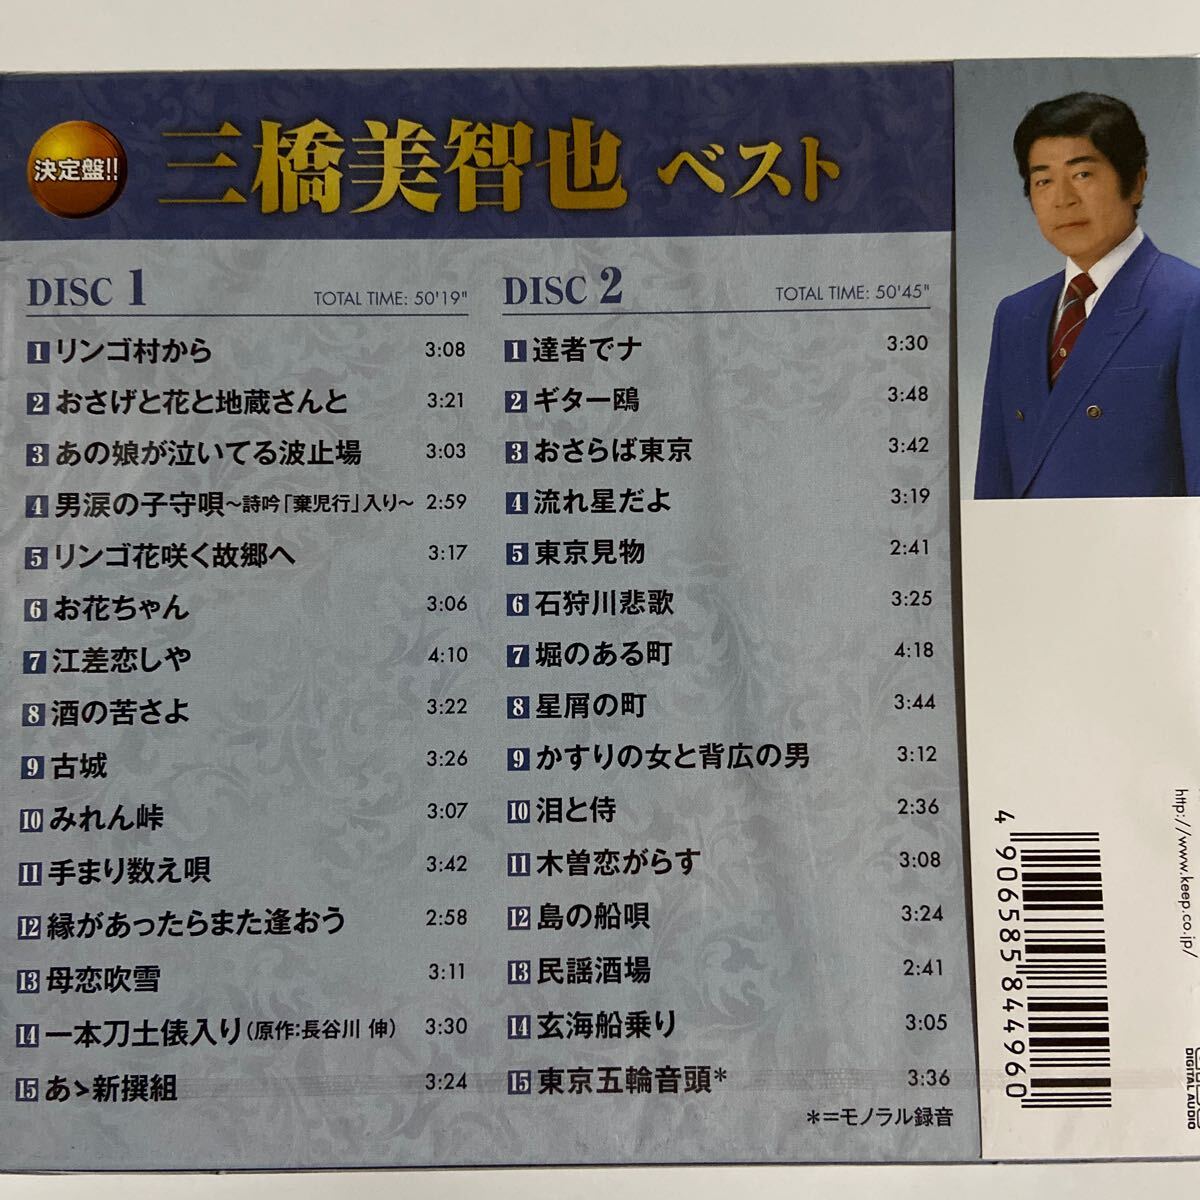 決定盤!!
三橋美智也 ベスト
DISC 1 TOTAL TIME: 50'19"
1 リンゴ村から 3:08
2 おさげと花と地蔵さんと 3:21
3 あの娘が泣いてる波止場 3:03
4 男涙の子守唄～詩吟「棄児行」入り～ 2:59
5 リンゴ花咲く故郷へ 3:17
6 お花ちゃん 3:06
7 江差恋しや 4:10
8 酒の苦さよ 3:22
9 古城 3:26
10 みれん峠 3:07
11 手まり数え唄 3:42
12 縁があったらまた逢おう 2:58
13 母恋吹雪 3:11
14 一本刀土俵入り(原作:長谷川 伸) 3:30
15 あゝ新撰組 3:24
DISC 2 TOTAL TIME: 50'45"
1 達者でナ 3:30
2 ギター鴎 3:48
3 おさらば東京 3:42
4 流れ星だよ 3:19
5 東京見物 2:41
6 石狩川悲歌 3:25
7 堀のある町 4:18
8 星屑の町 3:44
9 かすりの女と背広の男 3:12
10 泪と侍 2:36
11 木曽恋がらす 3:08
12 島の船唄 3:24
13 民謡酒場 2:41
14 玄海船乗り 3:05
15 東京五輪音頭* 3:36
*=モノラル録音
4 906585 844960
http://www.keep.co.jp/
DIGITAL AUDIO